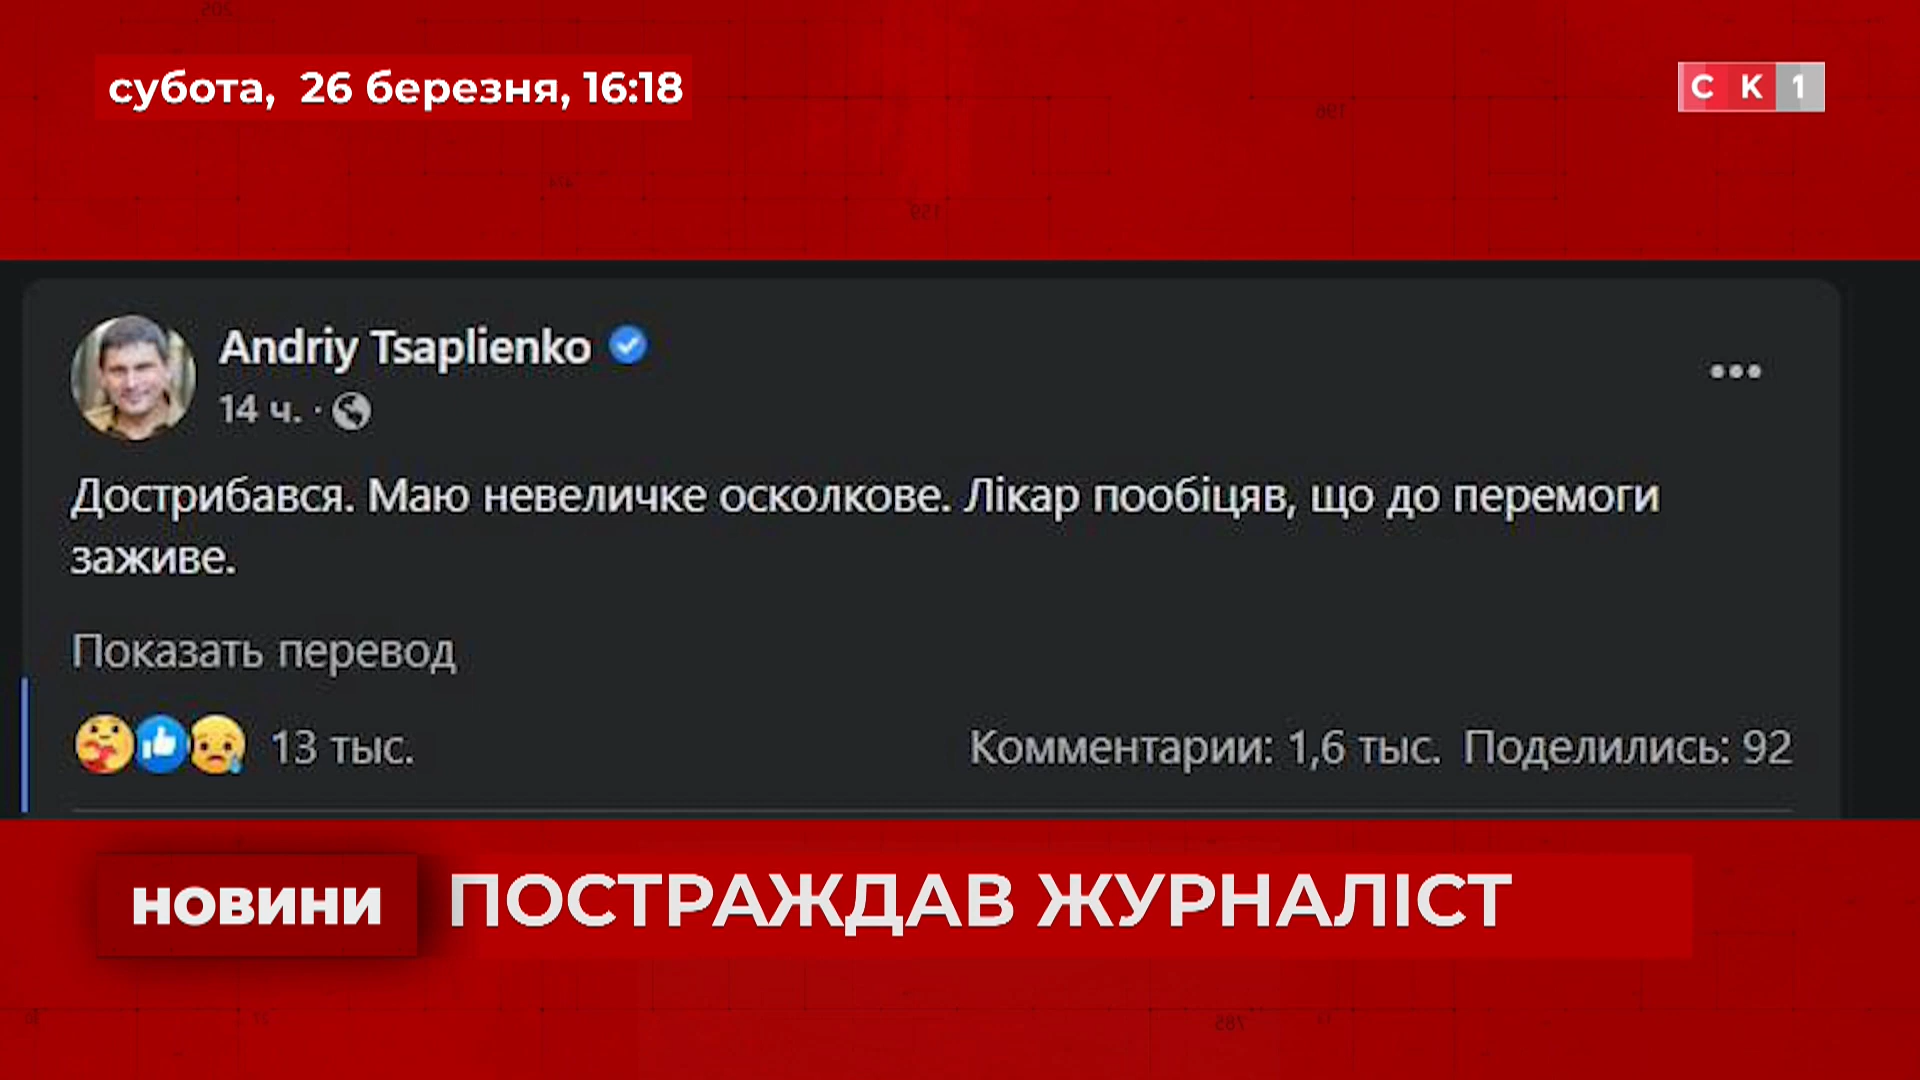 субота, 26 березня, 16:18
СК1
Andriy Tsaplienko
14 ч. ·
Дострибався. Маю невеличке осколкове. Лікар пообіцяв, що до перемоги
заживе.
Показать перевод
13 тыс.
Комментарии: 1,6 тыс. Поделились: 92
НОВИНИ
ПОСТРАЖДАВ ЖУРНАЛІСТ